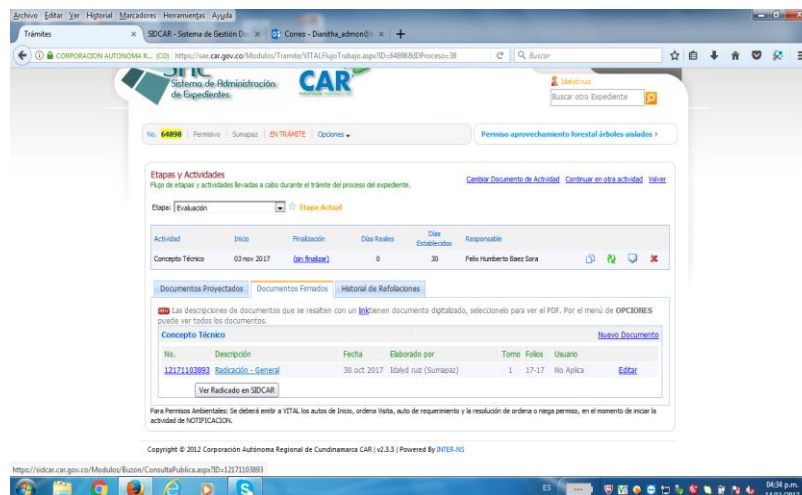 Archivo Editar Ver Historial Marcadores Herramientas Ayuda
Trámites SIDCAR - Sistema de Gestión Do Correo - Dianitha_admon@h
CORPORACION AUTONOMA R... (CO) https://sae.car.gov.co/Modulos/Tramite/VITALFlujoTrabajo.aspx?ID=64898&IDProceso=38 Buscar
Sistema de Administración
de Expedientes
CAR
Idalyd ruiz
Buscar otro Expediente
No. 64898 Permisivo Sumapaz EN TRÁMITE Opciones Permiso aprovechamiento forestal árboles aislados
Etapas y Actividades
Flujo de etapas y actividades llevadas a cabo durante el trámite del proceso del expediente.
Cambiar Documento de Actividad Continuar en otra actividad Volver
Etapa: Evaluación Etapa Actual
Actividad Inicio Finalización Días Reales Días Establecidos Responsable
Concepto Técnico 03 nov 2017 (sin finalizar) 0 30 Felix Humberto Baez Sora
Documentos Proyectados Documentos Firmados Historial de Refolaciones
Las descripciones de documentos que se resalten con un link tienen documento digitalizado, seleccionelo para ver el PDF. Por el menú de OPCIONES
puede ver todos los documentos.
Concepto Técnico Nuevo Documento
No. Descripción Fecha Elaborado por Tomo Folios Usuario
12171103893 Radicación - General 30 oct 2017 Idalyd ruiz (Sumapaz) 1 17-17 No Aplica Editar
Ver Radicado en SIDCAR
Para Permisos Ambientales: Se deberá emitir a VITAL los autos de Inicio, ordena Visita, auto de requerimiento y la resolución de ordena o niega permiso, en el momento de iniciar la
actividad de NOTIFICACION.
Copyright © 2012 Corporación Autónoma Regional de Cundinamarca CAR | v2.3.3 | Powered By INTER-NS
https://sidcar.car.gov.co/Modulos/Buzon/ConsultaPublica.aspx?ID=12171103893
ES 04:34 p.m.